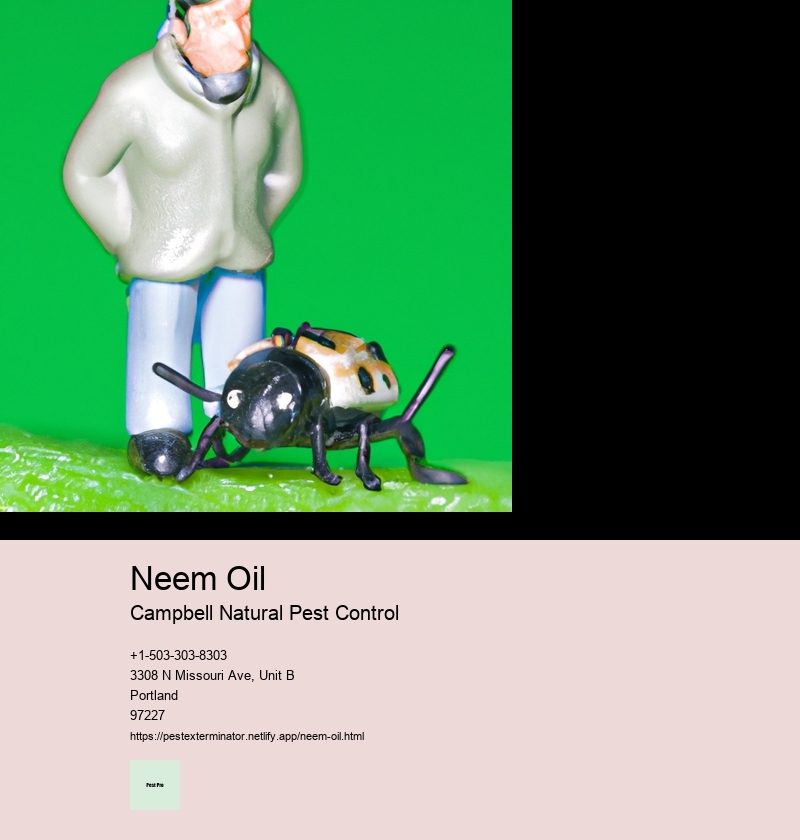 Neem Oil
Campbell Natural Pest Control
+1-503-303-8303
3308 N Missouri Ave, Unit B
Portland
97227
https://pestexterminator.netlify.app/neem-oil.html
Pest Pro